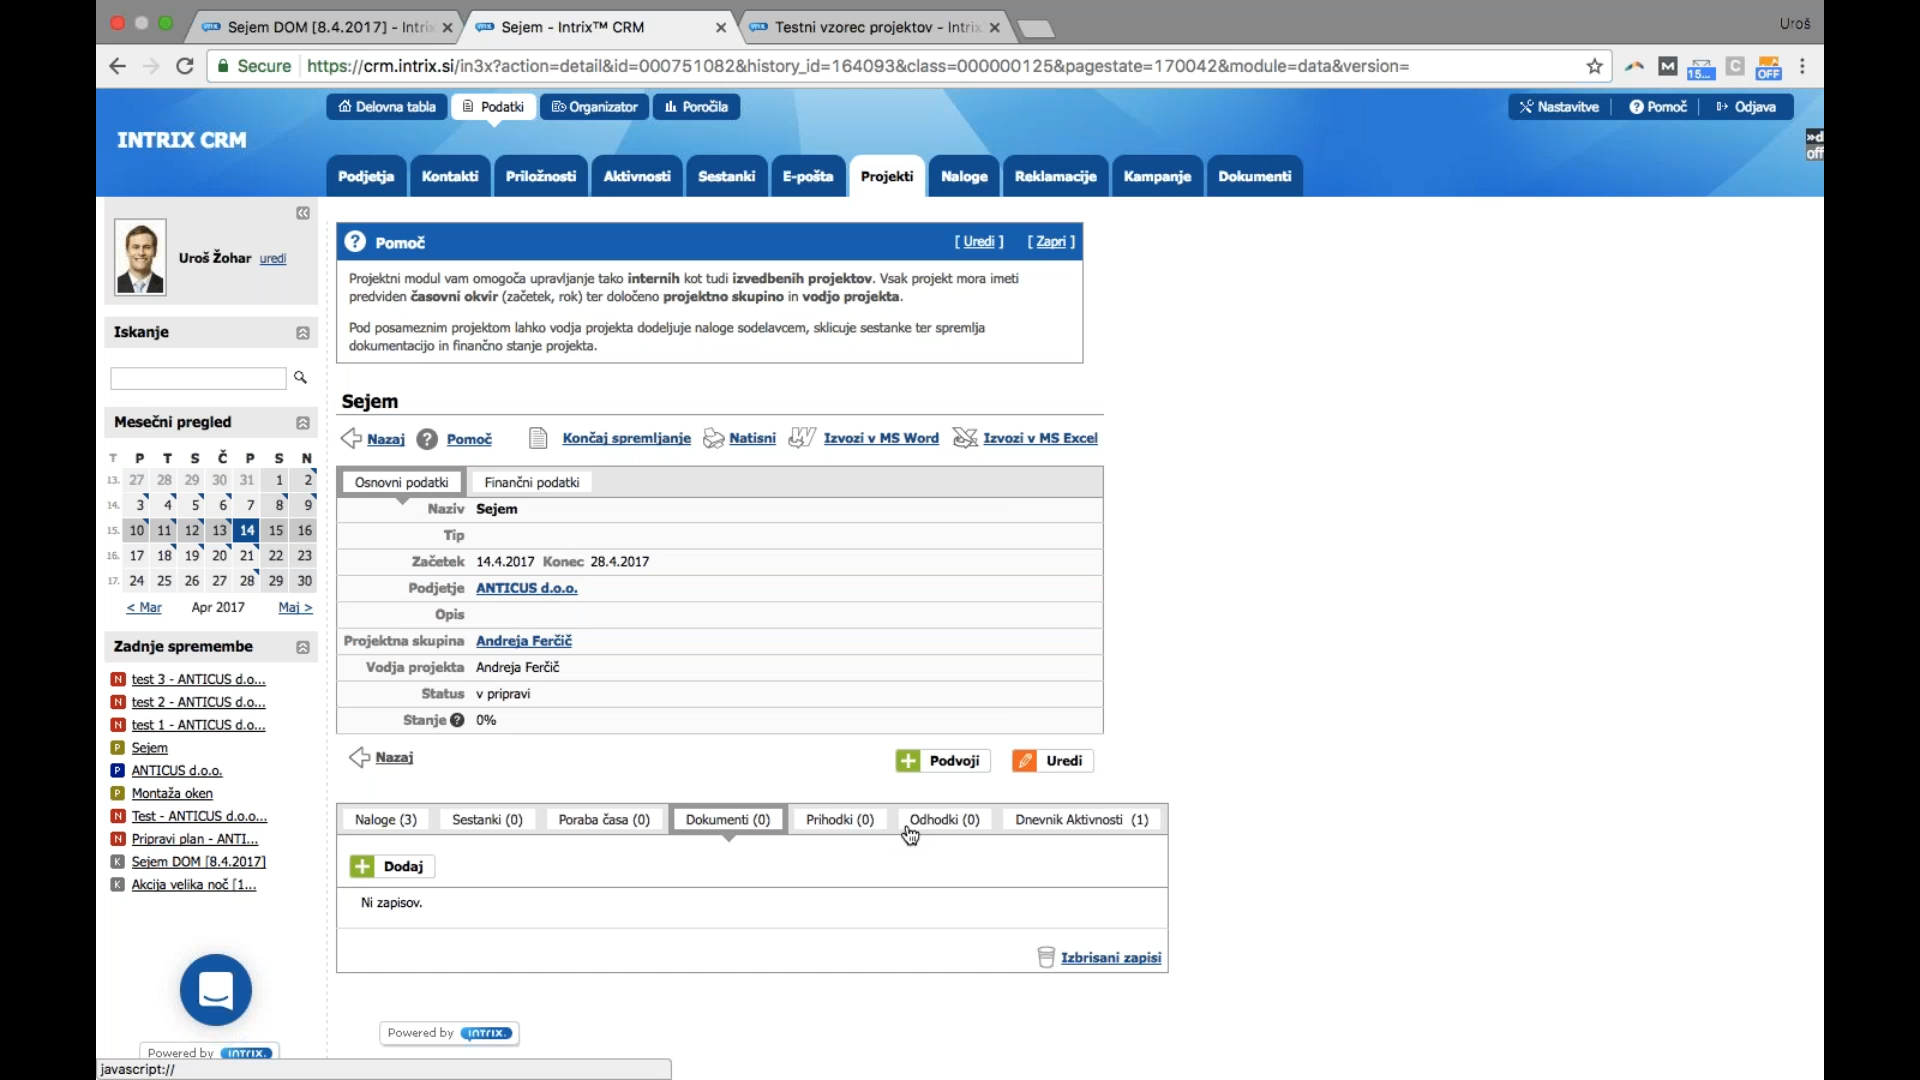 Sejem DOM [8.4.2017] - Intri
Sejem - Intrix™ CRM
Testni vzorec projektov - Intrix
Uroš
Secure
https://crm.intrix.si/in3x?action=detail&id=000751082&history_id=164093&class=000000125&pagestate=170042&module=data&version=
M
15...
C
OFF
Delovna tabla
Podatki
Organizator
Poročila
Nastavitve
Pomoč
Odjava
INTRIX CRM
»d
off
Podjetja
Kontakti
Priložnosti
Aktivnosti
Sestanki
E-pošta
Projekti
Naloge
Reklamacije
Kampanje
Dokumenti
Uroš Žohar uredi
Iskanje
Mesečni pregled
T P T S Č P S N
13. 27 28 29 30 31 1 2
14. 3 4 5 6 7 8 9
15. 10 11 12 13 14 15 16
16. 17 18 19 20 21 22 23
17. 24 25 26 27 28 29 30
< Mar Apr 2017 Maj >
Zadnje spremembe
N test 3 - ANTICUS d.o...
N test 2 - ANTICUS d.o...
N test 1 - ANTICUS d.o...
P Sejem
P ANTICUS d.o.o.
P Montaža oken
N Test - ANTICUS d.o.o...
N Pripravi plan - ANTI...
K Sejem DOM [8.4.2017]
K Akcija velika noč [1...
Powered by INTRIX.
javascript://
? Pomoč
[ Uredi ] [ Zapri ]
Projektni modul vam omogoča upravljanje tako internih kot tudi izvedbenih projektov. Vsak projekt mora imeti
predviden časovni okvir (začetek, rok) ter določeno projektno skupino in vodjo projekta.
Pod posameznim projektom lahko vodja projekta dodeljuje naloge sodelavcem, sklicuje sestanke ter spremlja
dokumentacijo in finančno stanje projekta.
Sejem
Nazaj ? Pomoč Končaj spremljanje Natisni Izvozi v MS Word Izvozi v MS Excel
Osnovni podatki Finančni podatki
Naziv Sejem
Tip
Začetek 14.4.2017 Konec 28.4.2017
Podjetje ANTICUS d.o.o.
Opis
Projektna skupina Andreja Ferčič
Vodja projekta Andreja Ferčič
Status v pripravi
Stanje ? 0%
Nazaj
+ Podvoji
Uredi
Naloge (3) Sestanki (0) Poraba časa (0) Dokumenti (0) Prihodki (0) Odhodki (0) Dnevnik Aktivnosti (1)
+ Dodaj
Ni zapisov.
Izbrisani zapisi
Powered by INTRIX.